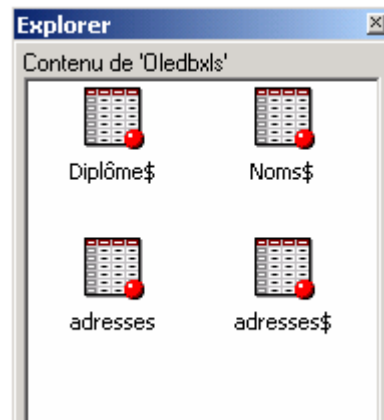 Explorer
Contenu de 'Oledbxls'
Diplôme$ Noms$
adresses adresses$